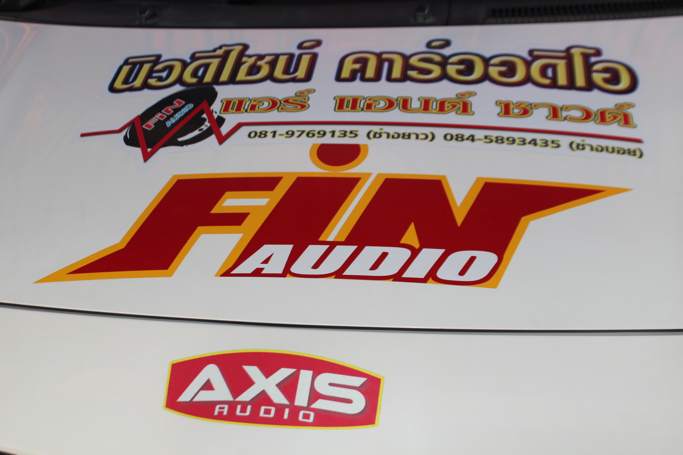 นิวดีไซน์ คาร์ออดิโอ
FIN
AUDIO
แอร์ แอนด์ ซาวด์
081-9769135 (ช่างยาว) 084-5893435 (ช่างบอย)
FiN
AUDIO
AXIS
AUDIO